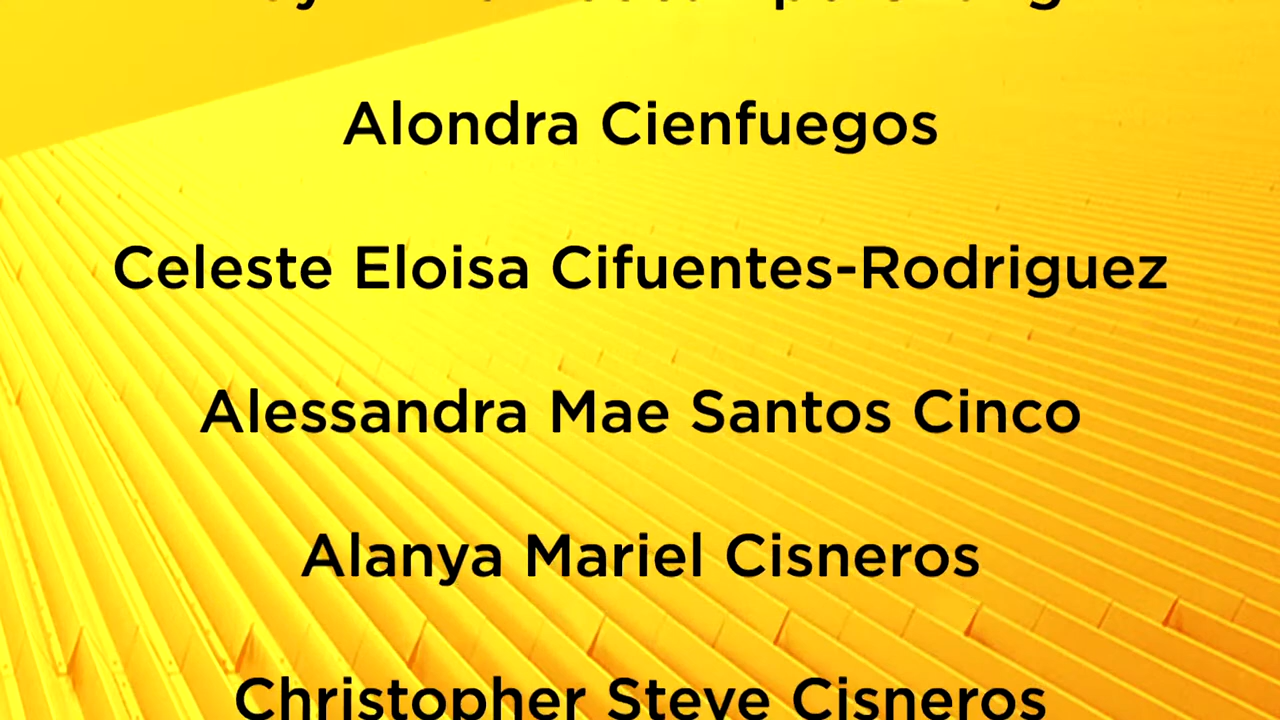 Alondra Cienfuegos
Celeste Eloisa Cifuentes-Rodriguez
Alessandra Mae Santos Cinco
Alanya Mariel Cisneros
Christopher Steve Cisneros